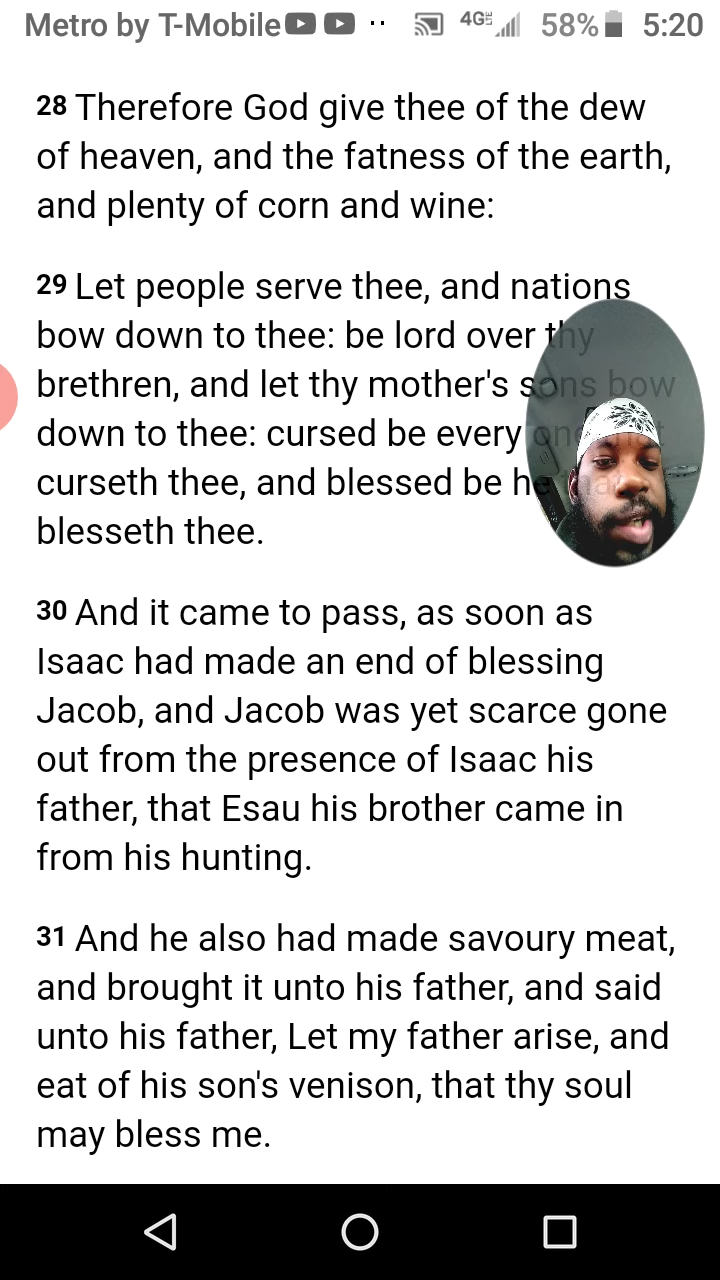 Metro by T-Mobile 4G LTE 58% 5:20
28 Therefore God give thee of the dew
of heaven, and the fatness of the earth,
and plenty of corn and wine:
29 Let people serve thee, and nations
bow down to thee: be lord over thy
brethren, and let thy mother's sons bow
down to thee: cursed be every
curseth thee, and blessed be he
blesseth thee.
30 And it came to pass, as soon as
Isaac had made an end of blessing
Jacob, and Jacob was yet scarce gone
out from the presence of Isaac his
father, that Esau his brother came in
from his hunting.
31 And he also had made savoury meat,
and brought it unto his father, and said
unto his father, Let my father arise, and
eat of his son's venison, that thy soul
may bless me.